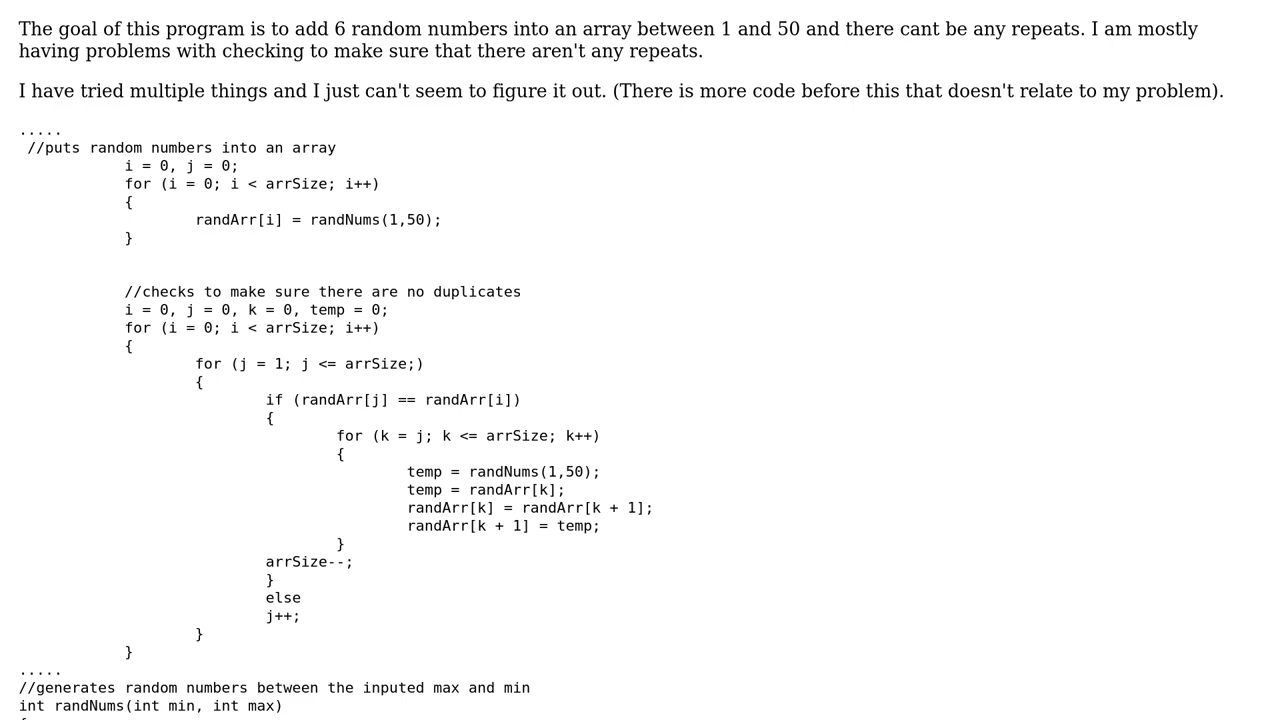 The goal of this program is to add 6 random numbers into an array between 1 and 50 and there cant be any repeats. I am mostly
having problems with checking to make sure that there aren't any repeats.
I have tried multiple things and I just can't seem to figure it out. (There is more code before this that doesn't relate to my problem).
.....
//puts random numbers into an array
i = 0, j = 0;
for (i = 0; i < arrSize; i++)
{
randArr[i] = randNums(1,50);
}
//checks to make sure there are no duplicates
i = 0, j = 0, k = 0, temp = 0;
for (i = 0; i < arrSize; i++)
{
for (j = 1; j <= arrSize;)
{
if (randArr[j] == randArr[i])
{
for (k = j; k <= arrSize; k++)
{
temp = randNums(1,50);
temp = randArr[k];
randArr[k] = randArr[k + 1];
randArr[k + 1] = temp;
}
arrSize--;
}
else
j++;
}
}
.....
//generates random numbers between the inputed max and min
int randNums(int min, int max)